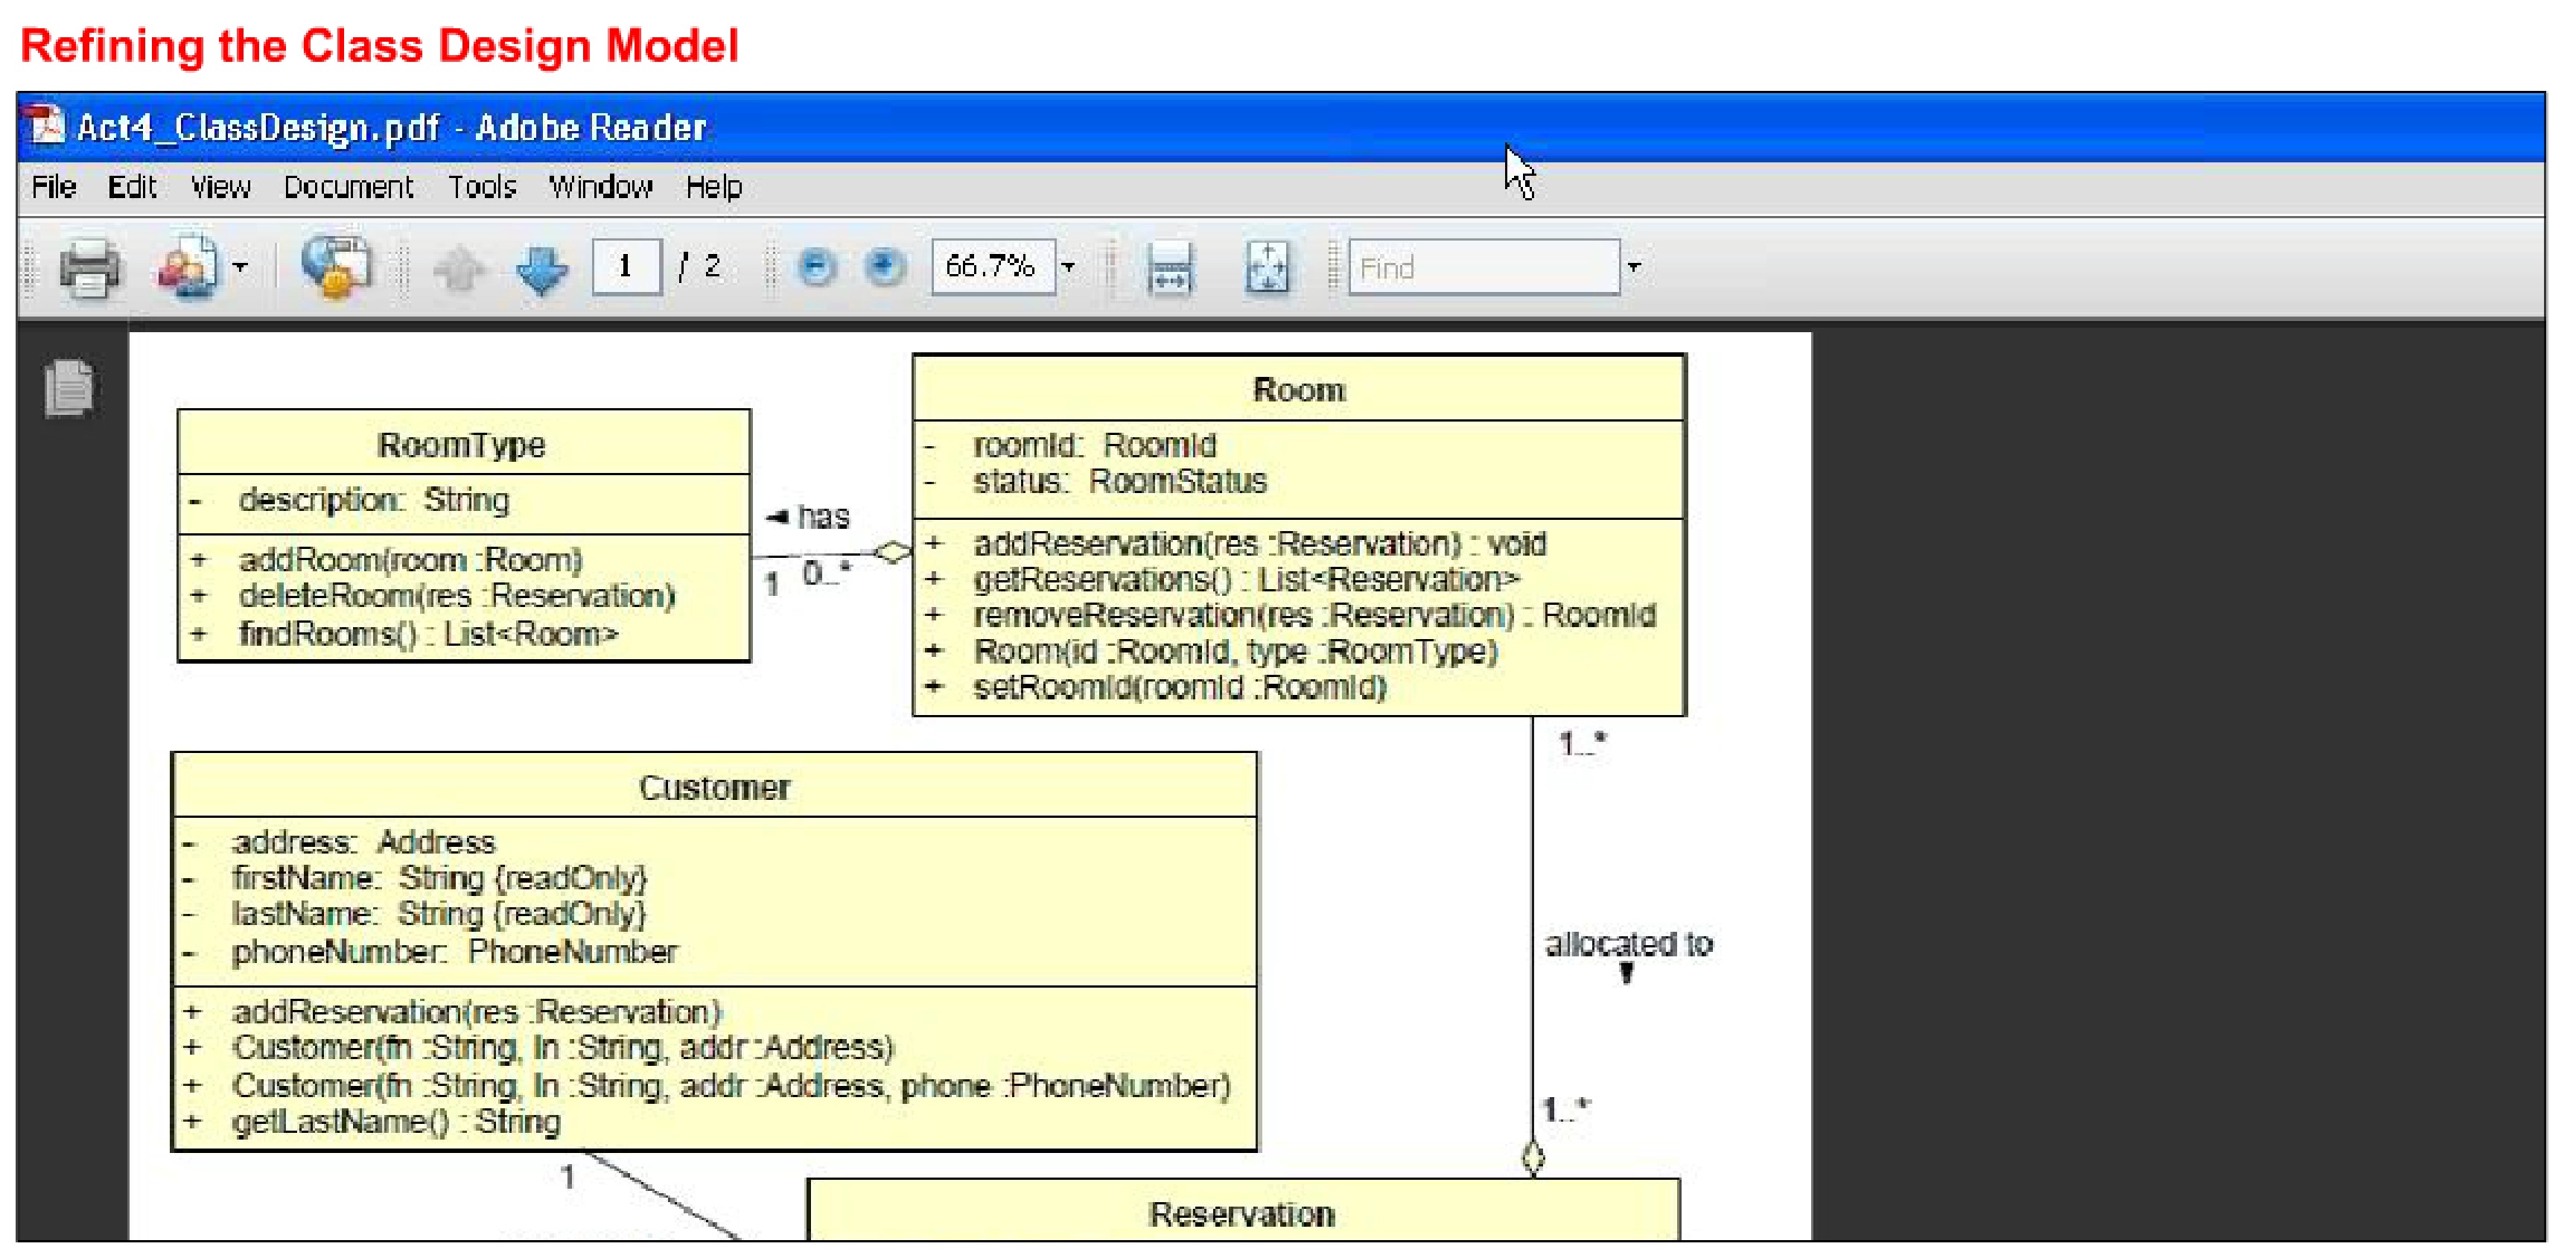 Refining the Class Design Model
Act4_ClassDesign.pdf - Adobe Reader
File Edit View Document Tools Window Help
1 / 2 66.7% Find
Room
- roomId: RoomId
- status: RoomStatus
+ addReservation(res :Reservation) : void
+ getReservations() : List<Reservation>
+ removeReservation(res :Reservation) : RoomId
+ Room(id :RoomId, type :RoomType)
+ setRoomId(roomId :RoomId)
RoomType
- description: String
+ addRoom(room :Room)
+ deleteRoom(res :Reservation)
+ findRooms() : List<Room>
◄ has
1 0..*
Customer
- address: Address
- firstName: String {readOnly}
- lastName: String {readOnly}
- phoneNumber: PhoneNumber
+ addReservation(res :Reservation)
+ Customer(fn :String, ln :String, addr :Address)
+ Customer(fn :String, ln :String, addr :Address, phone :PhoneNumber)
+ getLastName() : String
1..*
allocated to
1..*
1
Reservation